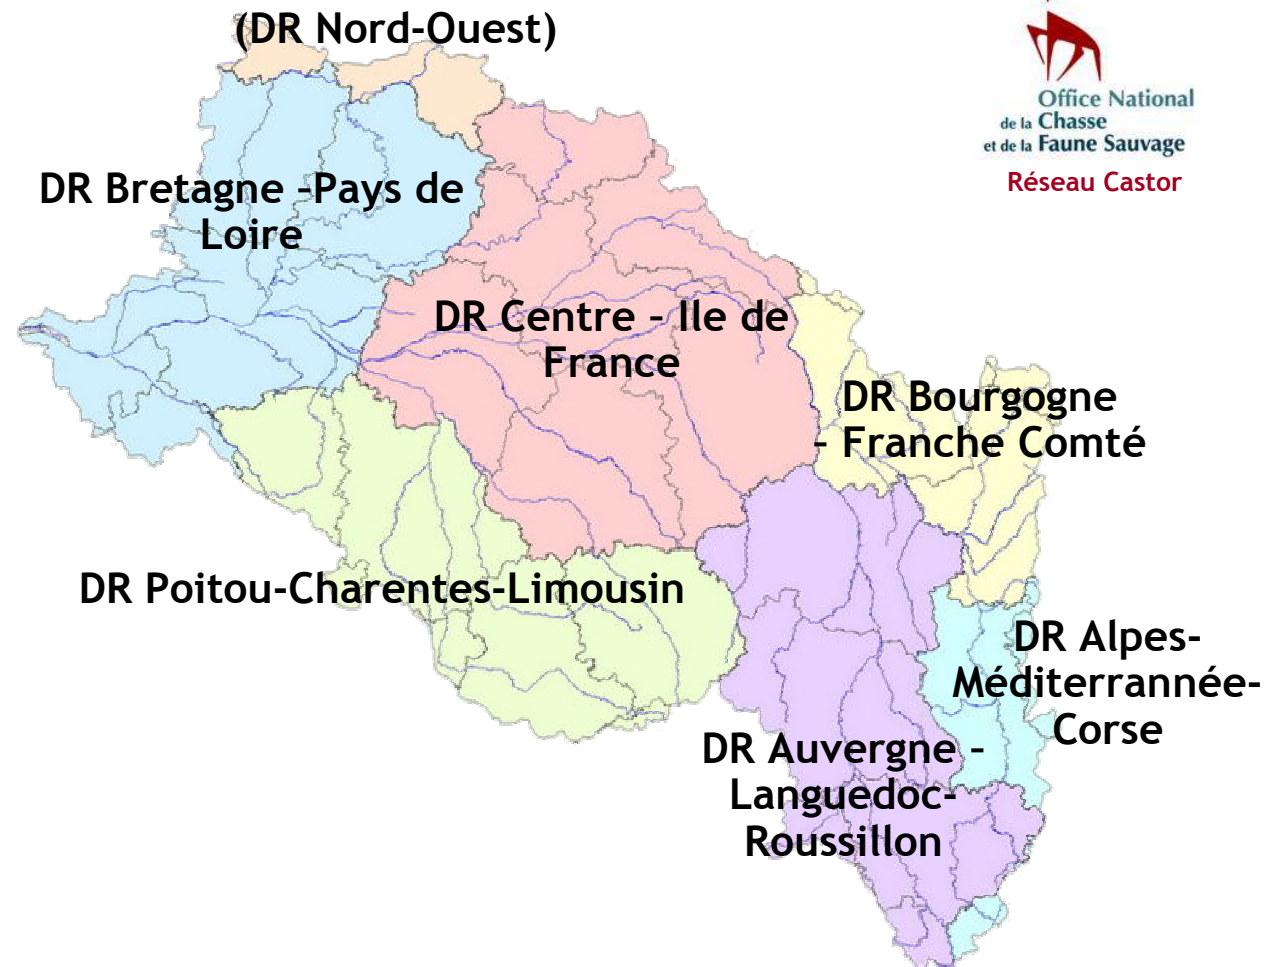 (DR Nord-Ouest)
Office National
de la Chasse
et de la Faune Sauvage
Réseau Castor
DR Bretagne –Pays de
Loire
DR Centre – Ile de
France
DR Bourgogne
– Franche Comté
DR Poitou-Charentes-Limousin
DR Alpes-
Méditerrannée-
Corse
DR Auvergne –
Languedoc-
Roussillon